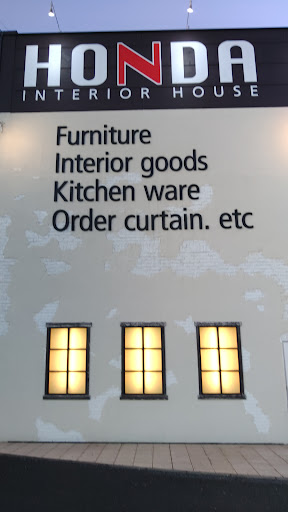 HONDA
INTERIOR HOUSE
Furniture
Interior goods
Kitchen ware
Order curtain. etc